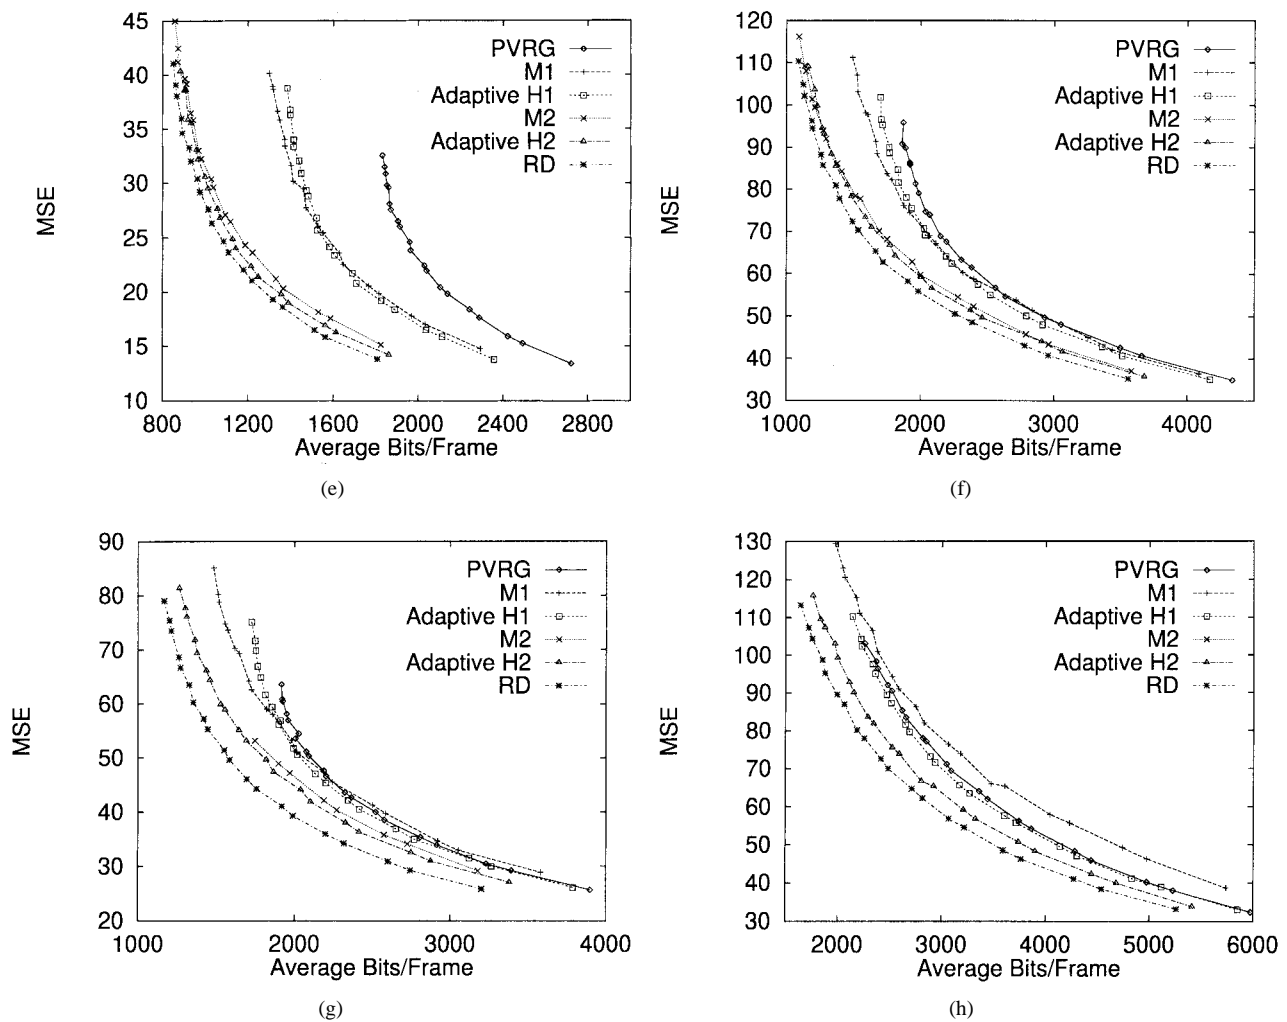 45
40
35
30
25
20
15
10
MSE
PVRG
M1
Adaptive H1
M2
Adaptive H2
RD
800 1200 1600 2000 2400 2800
Average Bits/Frame
(e)
120
110
100
90
80
70
60
50
40
30
MSE
PVRG
M1
Adaptive H1
M2
Adaptive H2
RD
1000 2000 3000 4000
Average Bits/Frame
(f)
90
80
70
60
50
40
30
20
MSE
PVRG
M1
Adaptive H1
M2
Adaptive H2
RD
1000 2000 3000 4000
Average Bits/Frame
(g)
130
120
110
100
90
80
70
60
50
40
30
MSE
PVRG
M1
Adaptive H1
M2
Adaptive H2
RD
2000 3000 4000 5000 6000
Average Bits/Frame
(h)